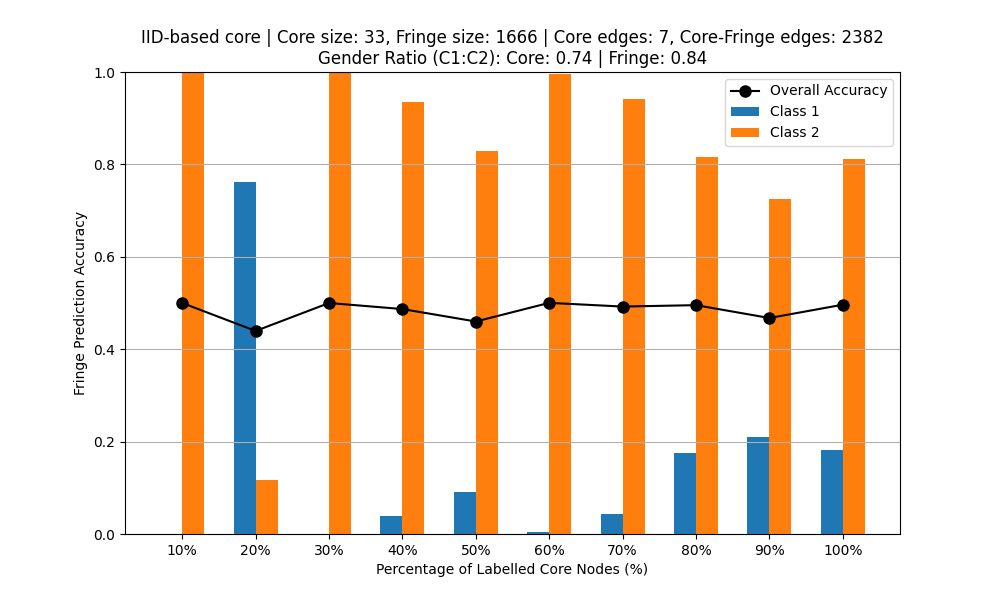 IID-based core | Core size: 33, Fringe size: 1666 | Core edges: 7, Core-Fringe edges: 2382
Gender Ratio (C1:C2): Core: 0.74 | Fringe: 0.84
1.0
0.8
0.6
0.4
0.2
0.0
Fringe Prediction Accuracy
Overall Accuracy
Class 1
Class 2
10% 20% 30% 40% 50% 60% 70% 80% 90% 100%
Percentage of Labelled Core Nodes (%)